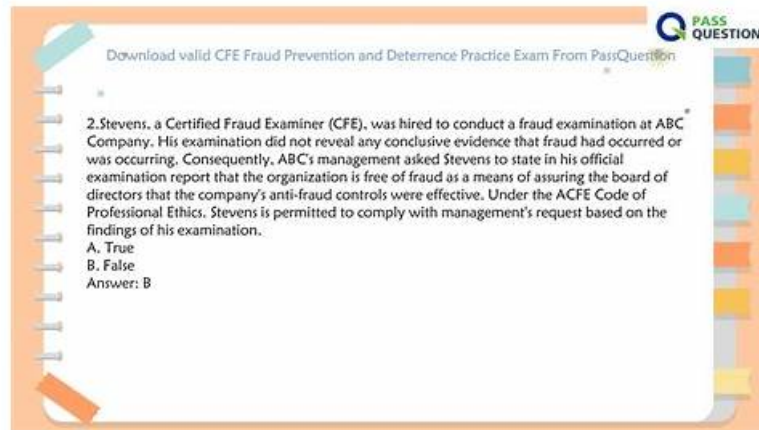 PASS
QUESTION
Download valid CFE Fraud Prevention and Deterrence Practice Exam From PassQuestion
2.Stevens, a Certified Fraud Examiner (CFE), was hired to conduct a fraud examination at ABC
Company. His examination did not reveal any conclusive evidence that fraud had occurred or
was occurring. Consequently, ABC's management asked Stevens to state in his official
examination report that the organization is free of fraud as a means of assuring the board of
directors that the company's anti-fraud controls were effective. Under the ACFE Code of
Professional Ethics, Stevens is permitted to comply with management's request based on the
findings of his examination.
A. True
B. False
Answer: B